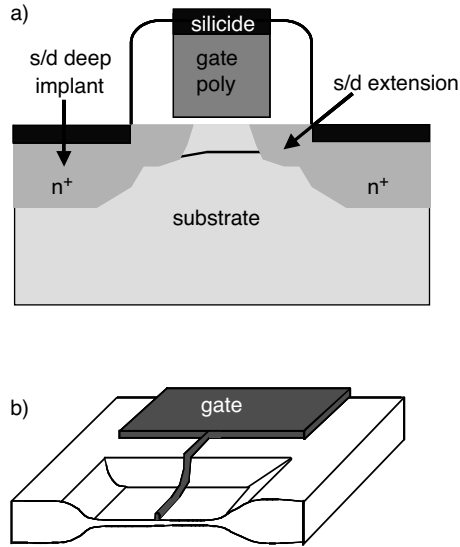 a)
silicide
s/d deep
implant
gate
poly
s/d extension
n+
n+
substrate
b)
gate